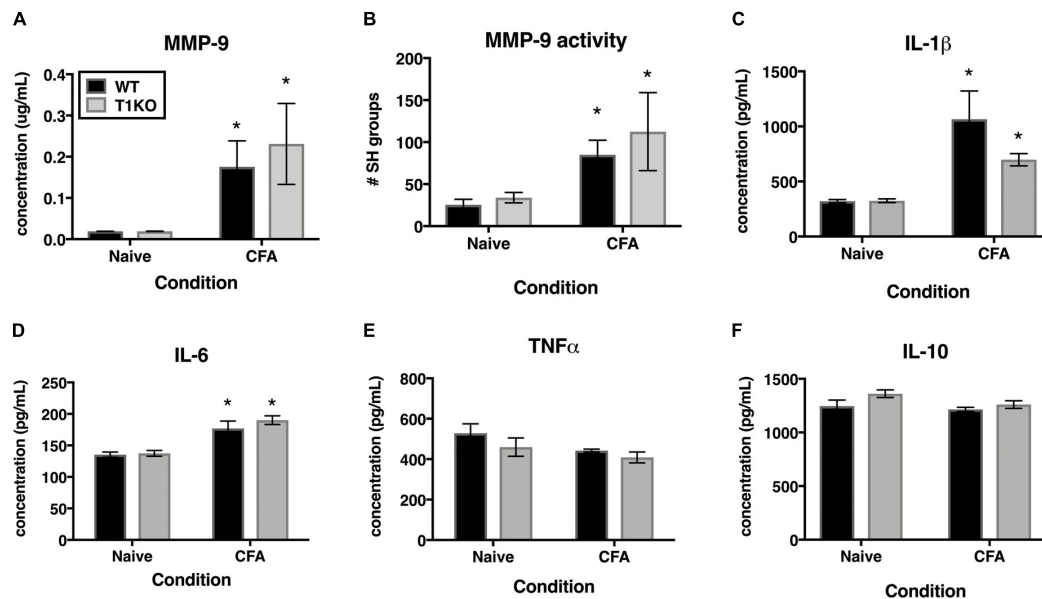 A
MMP-9
concentration (ug/mL)
0.4
0.3
0.2
0.1
0.0
WT
T1KO
*
*
Naive
CFA
Condition
B
MMP-9 activity
# SH groups
200
150
100
50
0
*
*
Naive
CFA
Condition
C
IL-1β
concentration (pg/mL)
1500
1000
500
0
*
*
Naive
CFA
Condition
D
IL-6
concentration (pg/mL)
250
200
150
100
50
0
*
*
Naive
CFA
Condition
E
TNFα
concentration (pg/mL)
800
600
400
200
0
Naive
CFA
Condition
F
IL-10
concentration (pg/mL)
1500
1000
500
0
Naive
CFA
Condition